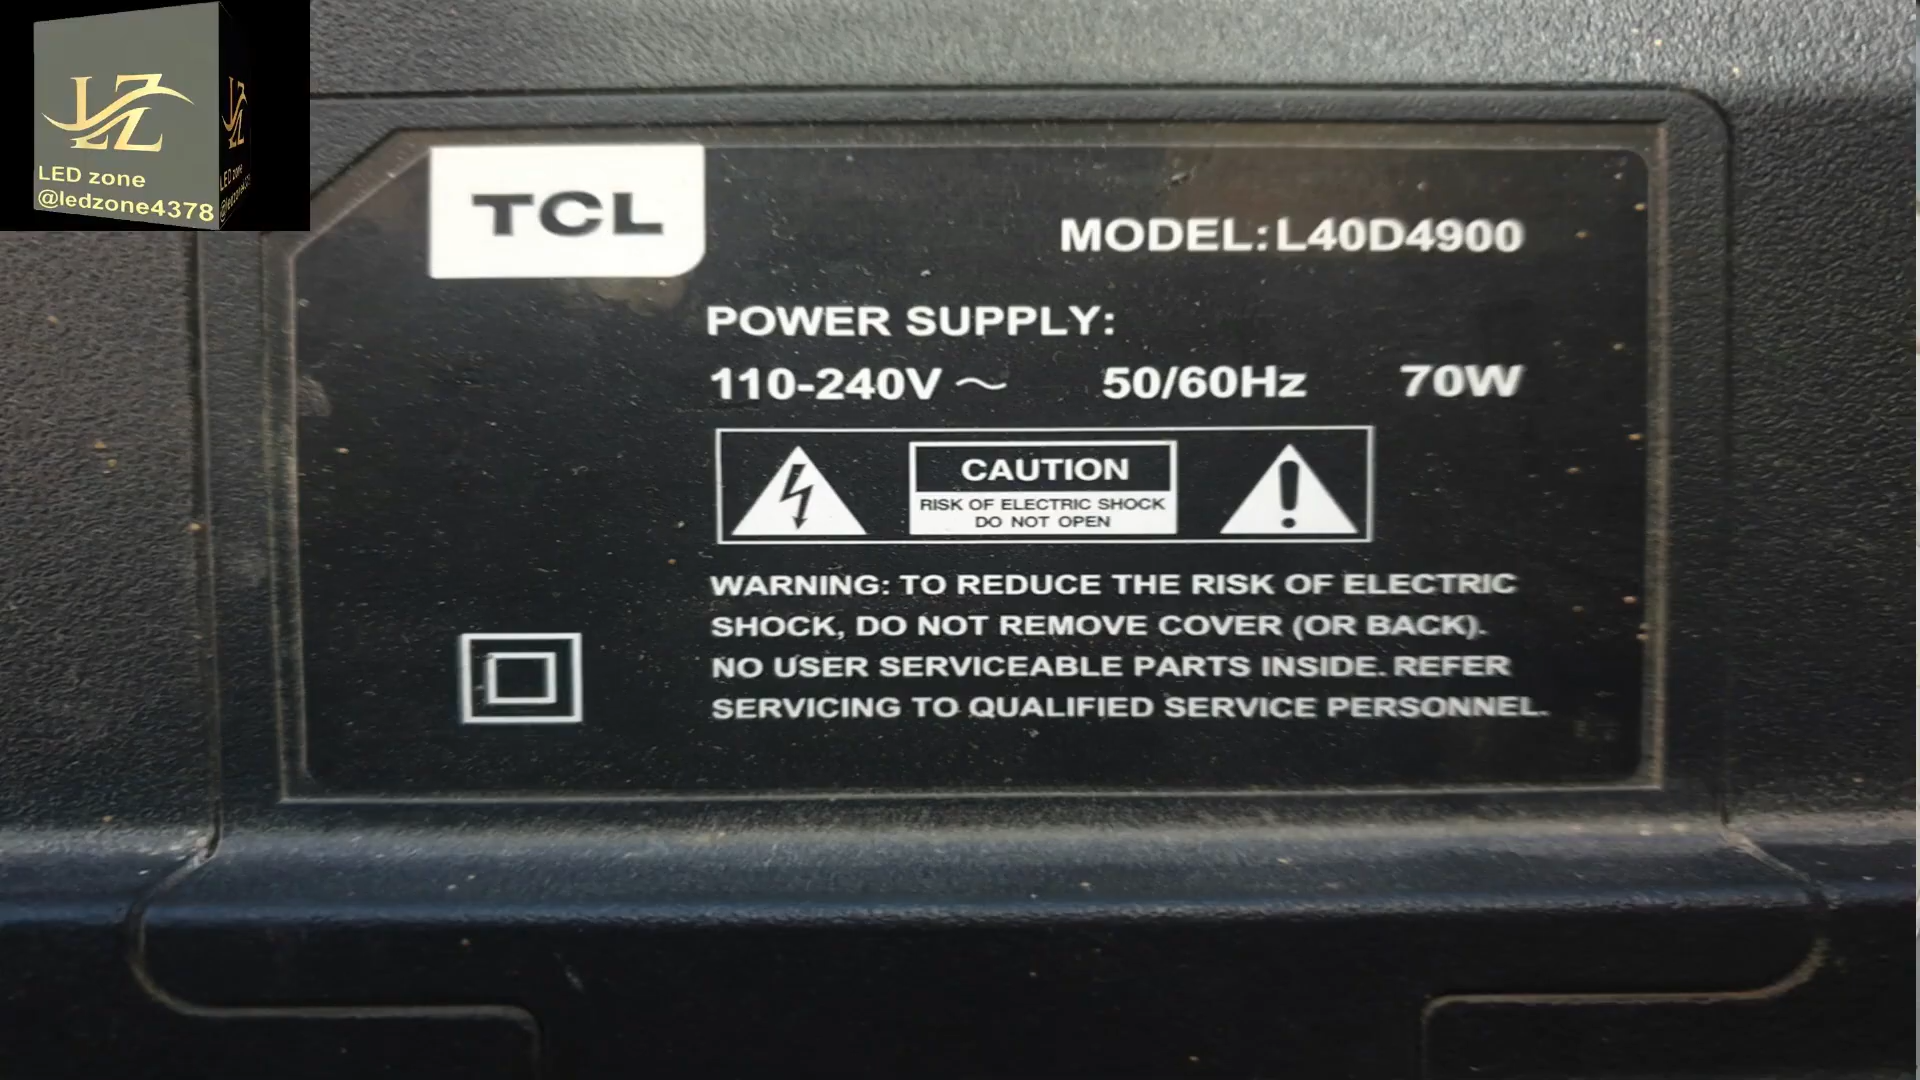 LZ
LED zone
@ledzone4378
TCL
MODEL:L40D4900
POWER SUPPLY:
110-240V ～ 50/60Hz 70W
CAUTION
RISK OF ELECTRIC SHOCK
DO NOT OPEN
WARNING: TO REDUCE THE RISK OF ELECTRIC
SHOCK, DO NOT REMOVE COVER (OR BACK).
NO USER SERVICEABLE PARTS INSIDE. REFER
SERVICING TO QUALIFIED SERVICE PERSONNEL.